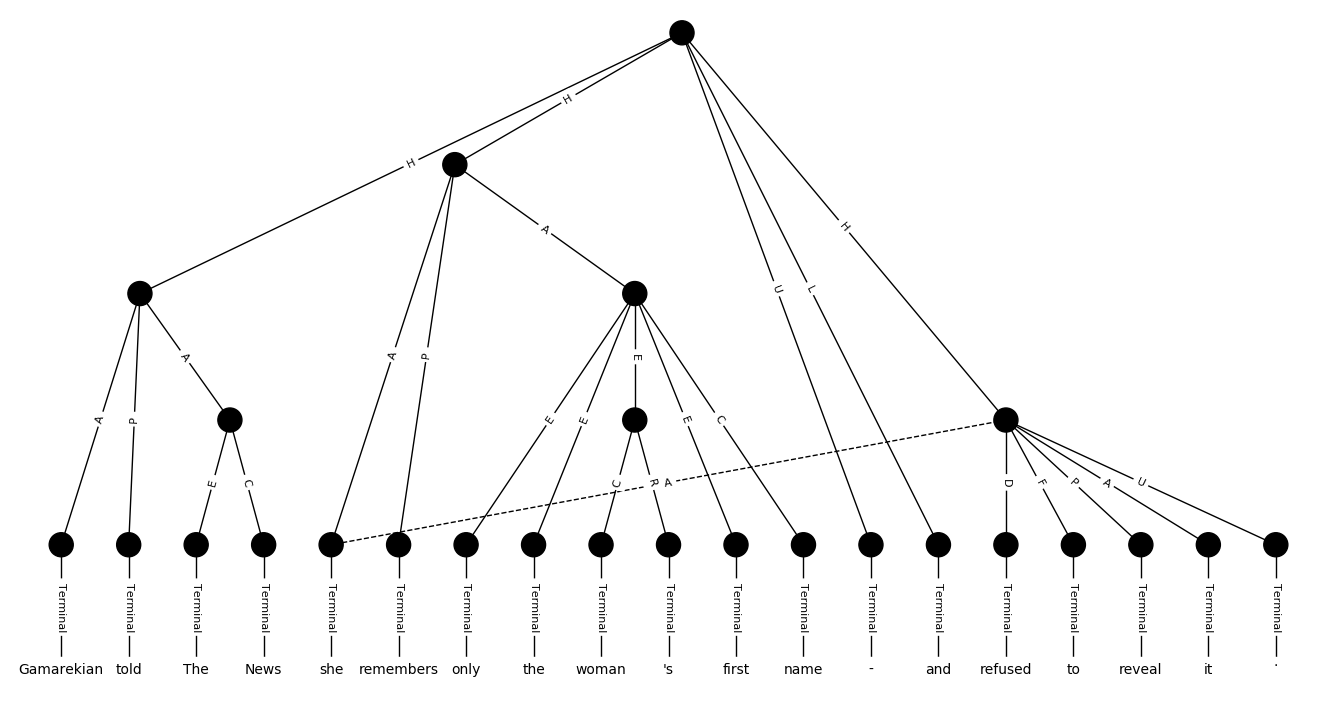 H
H
H
A
U
L
A
A
P
E
A
P
E
E
E
C
E
C
C
R
A
D
F
P
A
U
Terminal Terminal Terminal Terminal Terminal Terminal Terminal Terminal Terminal Terminal Terminal Terminal Terminal Terminal Terminal Terminal Terminal Terminal Terminal
Gamarekian told The News she remembers only the woman 's first name - and refused to reveal it .